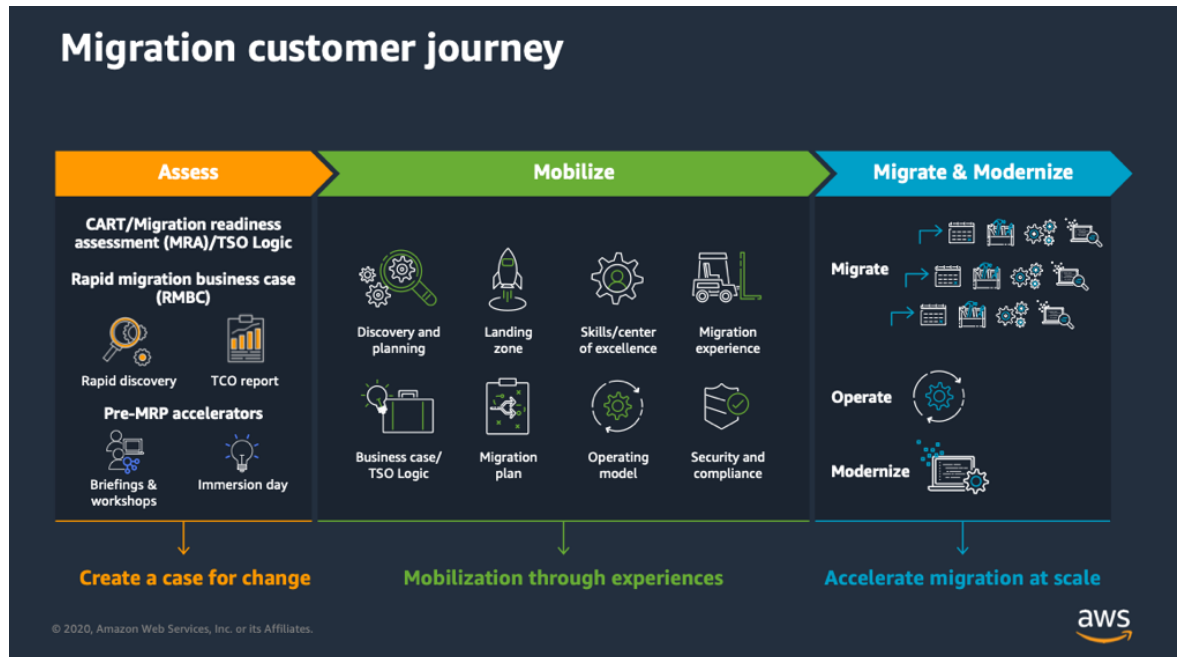 Migration customer journey
Assess
Mobilize
Migrate & Modernize
CART/Migration readiness
assessment (MRA)/TSO Logic
Rapid migration business case
(RMBC)
Rapid discovery
TCO report
Pre-MRP accelerators
Briefings &
workshops
Immersion day
Discovery and
planning
Landing
zone
Skills/center
of excellence
Migration
experience
Business case/
TSO Logic
Migration
plan
Operating
model
Security and
compliance
Migrate
Operate
Modernize
Create a case for change
Mobilization through experiences
Accelerate migration at scale
© 2020, Amazon Web Services, Inc. or its Affiliates.
aws